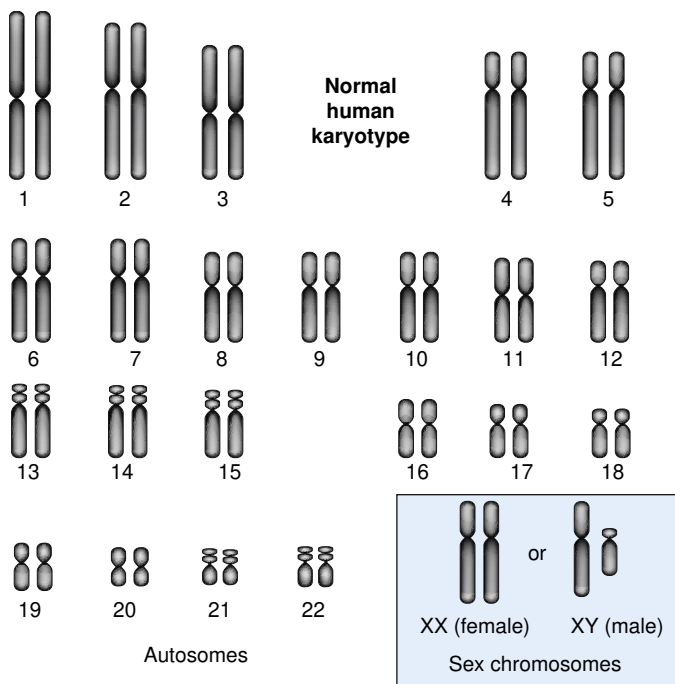 Normal
human
karyotype
1 2 3 4 5
6 7 8 9 10 11 12
13 14 15 16 17 18
or
19 20 21 22
XX (female) XY (male)
Autosomes
Sex chromosomes